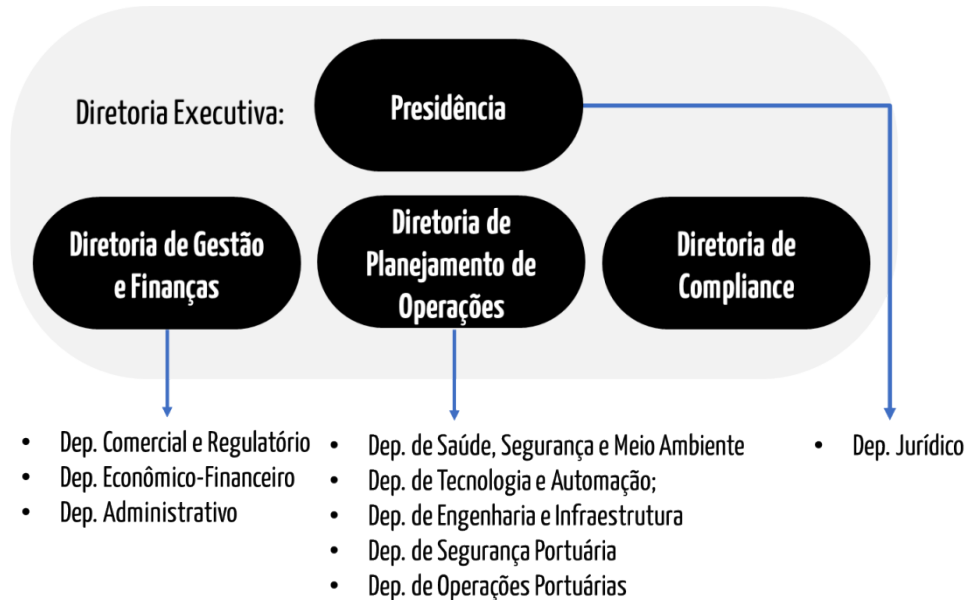 Diretoria Executiva:
Presidência
Diretoria de Gestão
e Finanças
Diretoria de
Planejamento de
Operações
Diretoria de
Compliance
• Dep. Comercial e Regulatório
• Dep. Econômico-Financeiro
• Dep. Administrativo
• Dep. de Saúde, Segurança e Meio Ambiente
• Dep. de Tecnologia e Automação;
• Dep. de Engenharia e Infraestrutura
• Dep. de Segurança Portuária
• Dep. de Operações Portuárias
• Dep. Jurídico